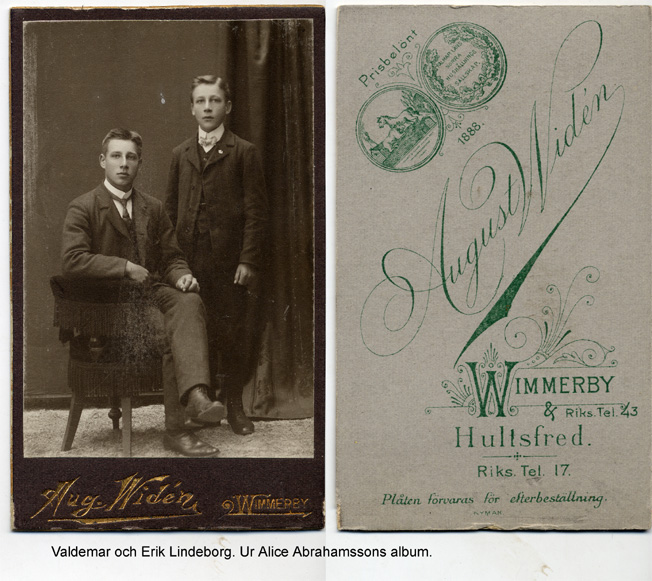 Aug. Widén
WIMMERBY
Prisbelönt
1888.
August Widén
WIMMERBY
& Riks. Tel. 43
Hultsfred.
Riks. Tel. 17.
Plåten förvaras för efterbestallning.
Valdemar och Erik Lindeborg. Ur Alice Abrahamssons album.